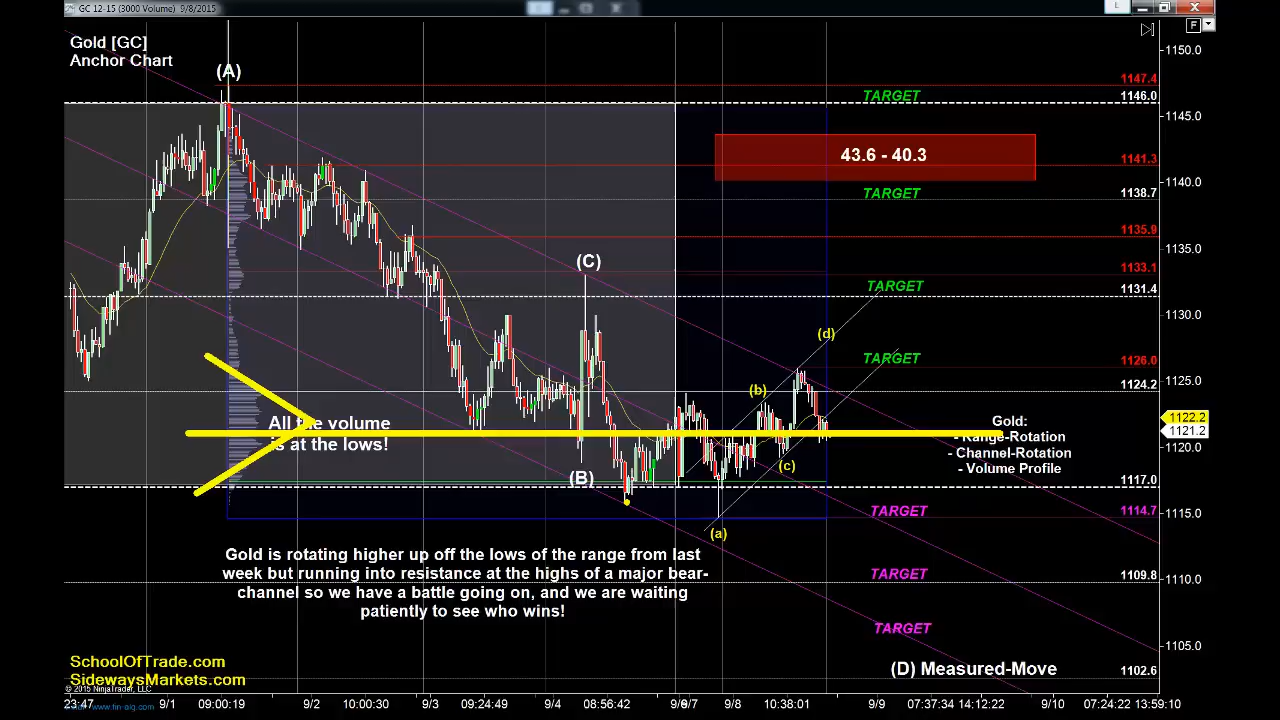 GC 12-15 (3000 Volume) 9/8/2015
L
F
Gold [GC]
Anchor Chart
(A)
1150.0
1147.4
TARGET
1146.0
1145.0
43.6 - 40.3
1141.3
1140.0
TARGET
1138.7
1135.9
1135.0
(C)
1133.1
TARGET
1131.4
1130.0
(d)
TARGET
1126.0
1125.0
1124.2
(b)
All the volume
is at the lows!
1122.2
1121.2
1120.0
Gold:
- Range-Rotation
- Channel-Rotation
- Volume Profile
(c)
(B)
1117.0
1115.0
TARGET
1114.7
(a)
Gold is rotating higher up off the lows of the range from last
week but running into resistance at the highs of a major bear-
channel so we have a battle going on, and we are waiting
patiently to see who wins!
TARGET
1109.8
1110.0
TARGET
1105.0
(D) Measured-Move
1102.6
SchoolOfTrade.com
SidewaysMarkets.com
© 2015 NinjaTrader, LLC
23:47 9/1 09:00:19 9/2 10:00:30 9/3 09:24:49 9/4 08:56:42 9/8 10:38:01 9/9 07:37:34 14:12:22 9/10 07:24:22 13:59:10
www.fin-alg.com